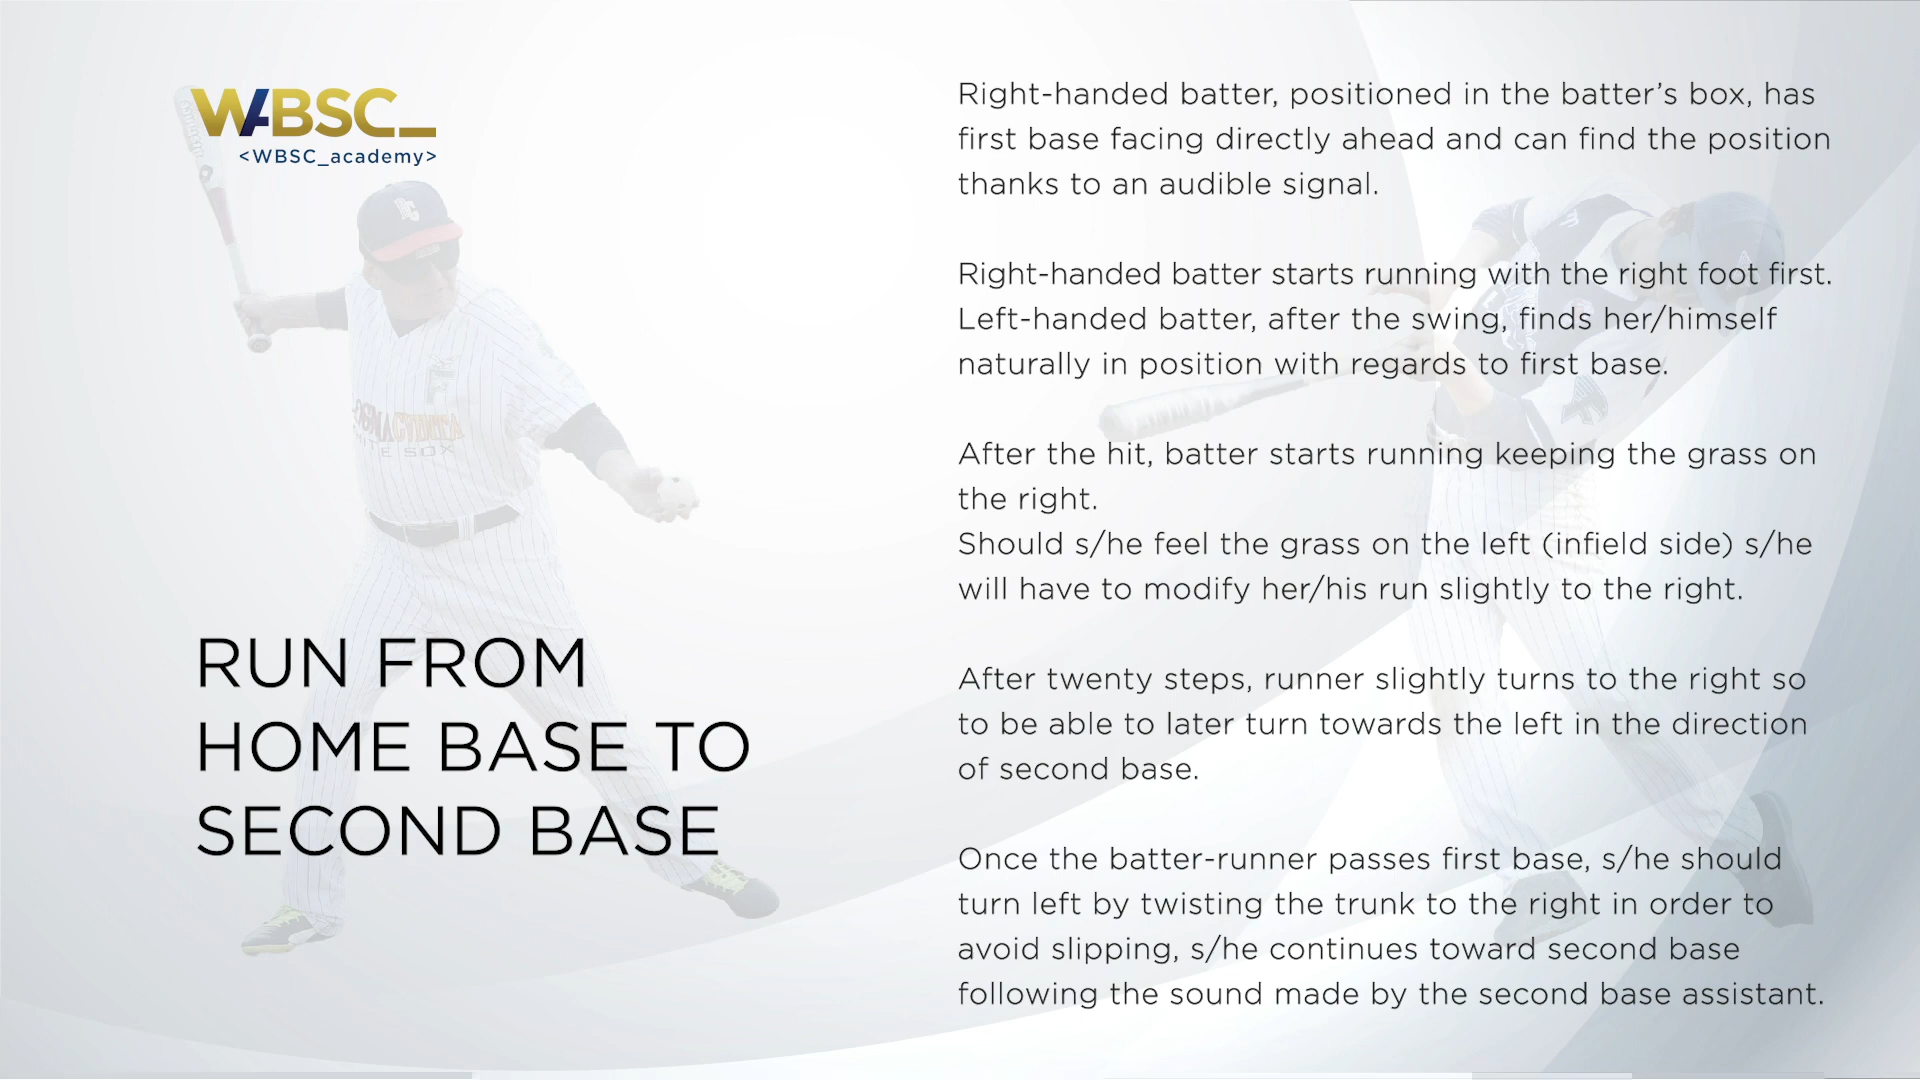 WBSC_
<WBSC_academy>
RUN FROM
HOME BASE TO
SECOND BASE
Right-handed batter, positioned in the batter’s box, has
first base facing directly ahead and can find the position
thanks to an audible signal.
Right-handed batter starts running with the right foot first.
Left-handed batter, after the swing, finds her/himself
naturally in position with regards to first base.
After the hit, batter starts running keeping the grass on
the right.
Should s/he feel the grass on the left (infield side) s/he
will have to modify her/his run slightly to the right.
After twenty steps, runner slightly turns to the right so
to be able to later turn towards the left in the direction
of second base.
Once the batter-runner passes first base, s/he should
turn left by twisting the trunk to the right in order to
avoid slipping, s/he continues toward second base
following the sound made by the second base assistant.